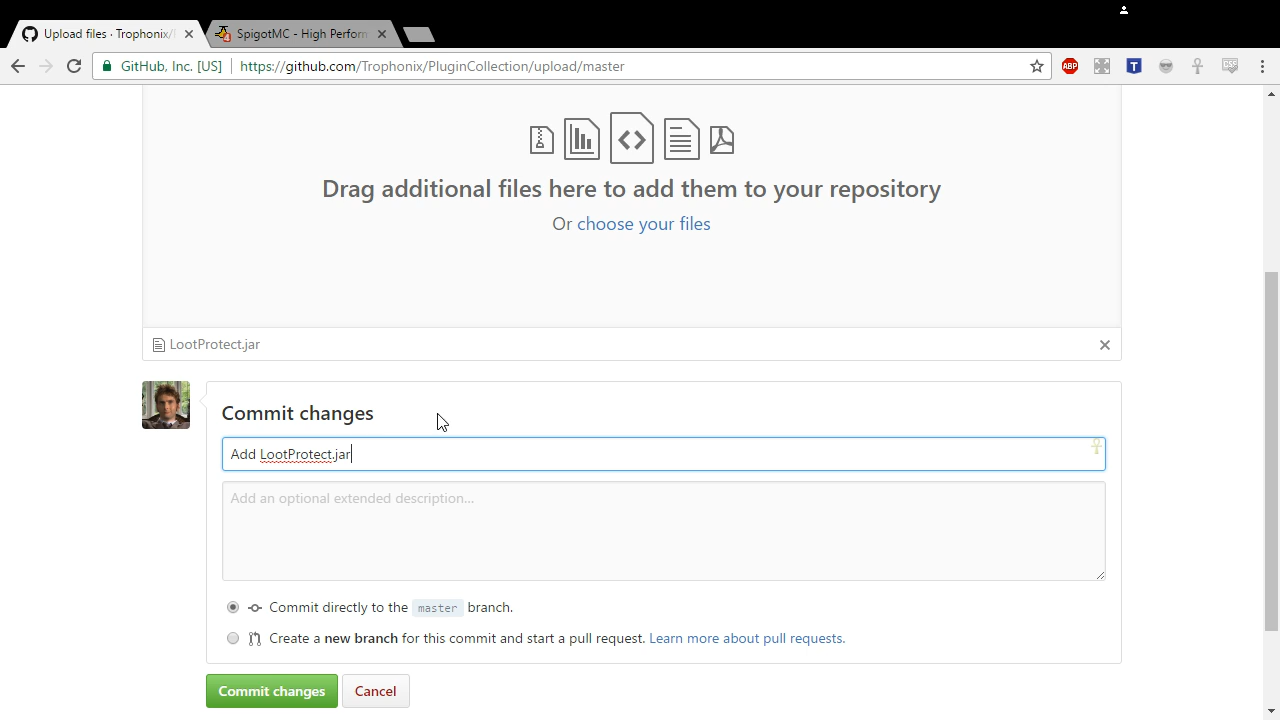 Upload files · Trophonix/
SpigotMC - High Perform
GitHub, Inc. [US] https://github.com/Trophonix/PluginCollection/upload/master
ABP
T
CSS
Drag additional files here to add them to your repository
Or choose your files
LootProtect.jar
Commit changes
Add LootProtect.jar
Add an optional extended description...
Commit directly to the master branch.
Create a new branch for this commit and start a pull request. Learn more about pull requests.
Commit changes
Cancel